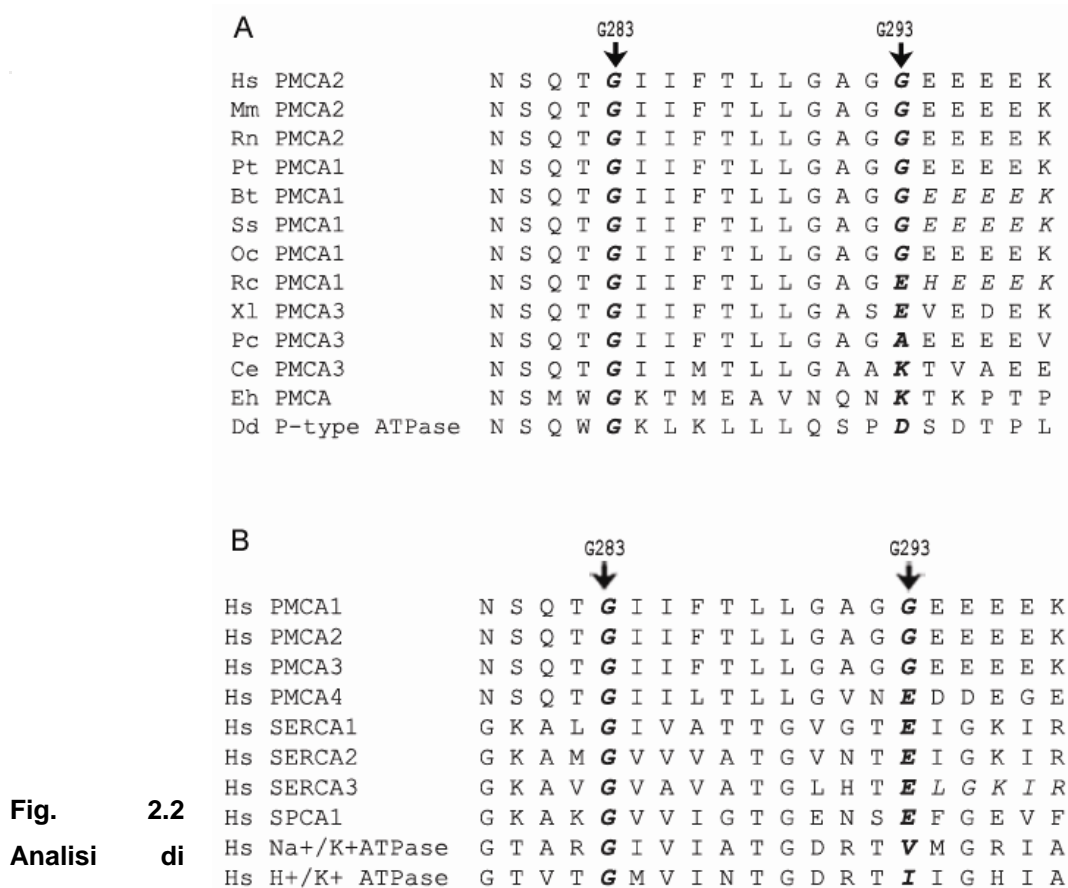 A
G283 G293
Hs PMCA2 N S Q T G I I F T L L G A G G E E E E K
Mm PMCA2 N S Q T G I I F T L L G A G G E E E E K
Rn PMCA2 N S Q T G I I F T L L G A G G E E E E K
Pt PMCA1 N S Q T G I I F T L L G A G G E E E E K
Bt PMCA1 N S Q T G I I F T L L G A G G E E E E K
Ss PMCA1 N S Q T G I I F T L L G A G G E E E E K
Oc PMCA1 N S Q T G I I F T L L G A G G E E E E K
Rc PMCA1 N S Q T G I I F T L L G A G E H E E E K
Xl PMCA3 N S Q T G I I F T L L G A S E V E D E K
Pc PMCA3 N S Q T G I I F T L L G A G A E E E E V
Ce PMCA3 N S Q T G I I M T L L G A A K T V A E E
Eh PMCA N S M W G K T M E A V N Q N K T K P T P
Dd P-type ATPase N S Q W G K L K L L L Q S P D S D T P L
B
G283 G293
Hs PMCA1 N S Q T G I I F T L L G A G G E E E E K
Hs PMCA2 N S Q T G I I F T L L G A G G E E E E K
Hs PMCA3 N S Q T G I I F T L L G A G G E E E E K
Hs PMCA4 N S Q T G I I L T L L G V N E D D E G E
Hs SERCA1 G K A L G I V A T T G V G T E I G K I R
Hs SERCA2 G K A M G V V V A T G V N T E I G K I R
Hs SERCA3 G K A V G V A V A T G L H T E L G K I R
Hs SPCA1 G K A K G V V I G T G E N S E F G E V F
Hs Na+/K+ATPase G T A R G I V I A T G D R T V M G R I A
Hs H+/K+ ATPase G T V T G M V I N T G D R T I I G H I A
Fig. 2.2
Analisi di